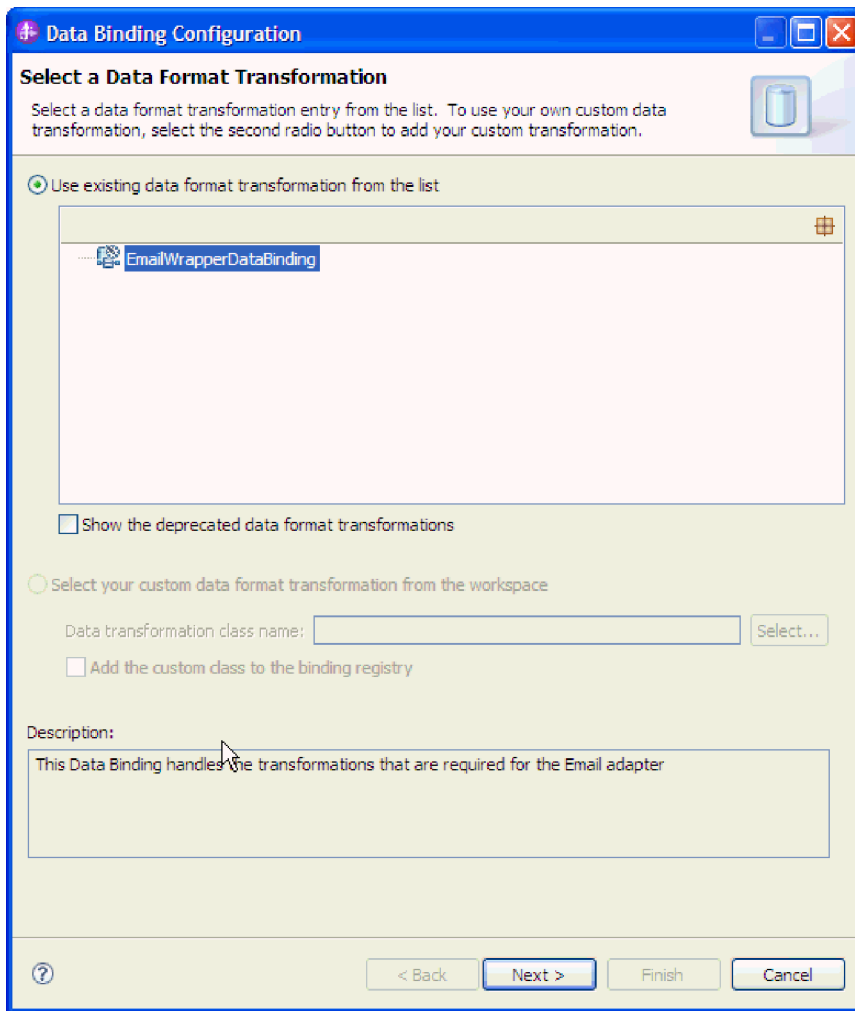 Data Binding Configuration
Select a Data Format Transformation
Select a data format transformation entry from the list. To use your own custom data
transformation, select the second radio button to add your custom transformation.
Use existing data format transformation from the list
EmailWrapperDataBinding
Show the deprecated data format transformations
Select your custom data format transformation from the workspace
Data transformation class name:
Select...
Add the custom class to the binding registry
Description:
This Data Binding handles the transformations that are required for the Email adapter
< Back
Next >
Finish
Cancel